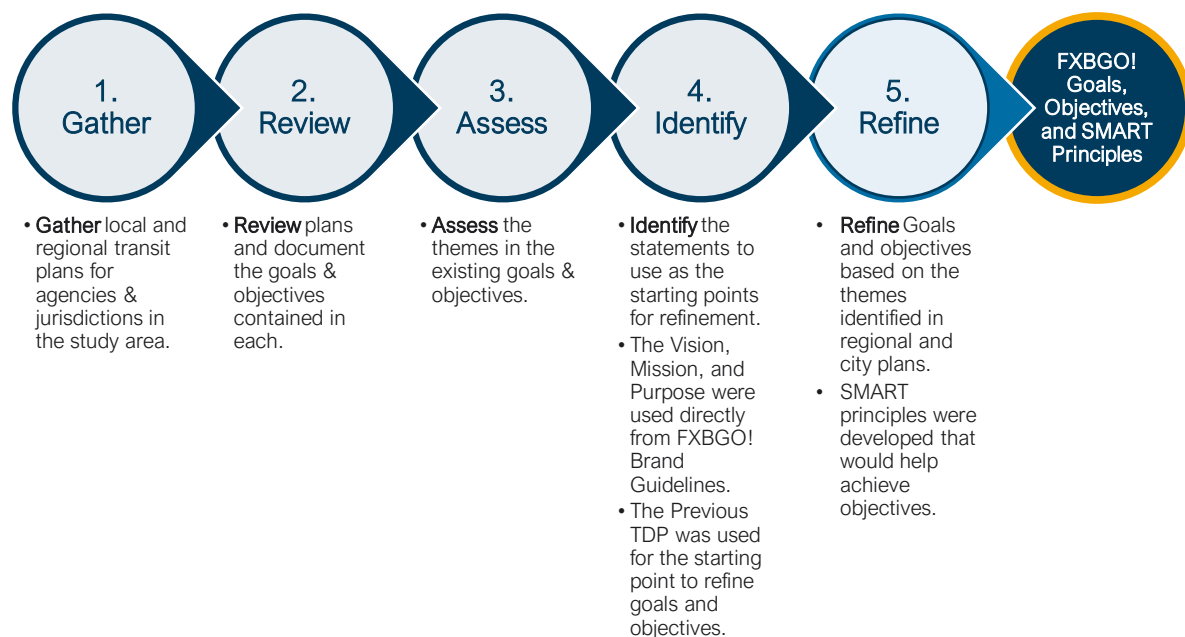 1.
Gather
2.
Review
3.
Assess
4.
Identify
5.
Refine
FXBGO!
Goals,
Objectives,
and SMART
Principles
• Gather local and
regional transit
plans for
agencies &
jurisdictions in
the study area.
• Review plans
and document
the goals &
objectives
contained in
each.
• Assess the
themes in the
existing goals &
objectives.
• Identify the
statements to
use as the
starting points
for refinement.
• The Vision,
Mission, and
Purpose were
used directly
from FXBGO!
Brand
Guidelines.
• The Previous
TDP was used
for the starting
point to refine
goals and
objectives.
• Refine Goals
and objectives
based on the
themes
identified in
regional and
city plans.
• SMART
principles were
developed that
would help
achieve
objectives.